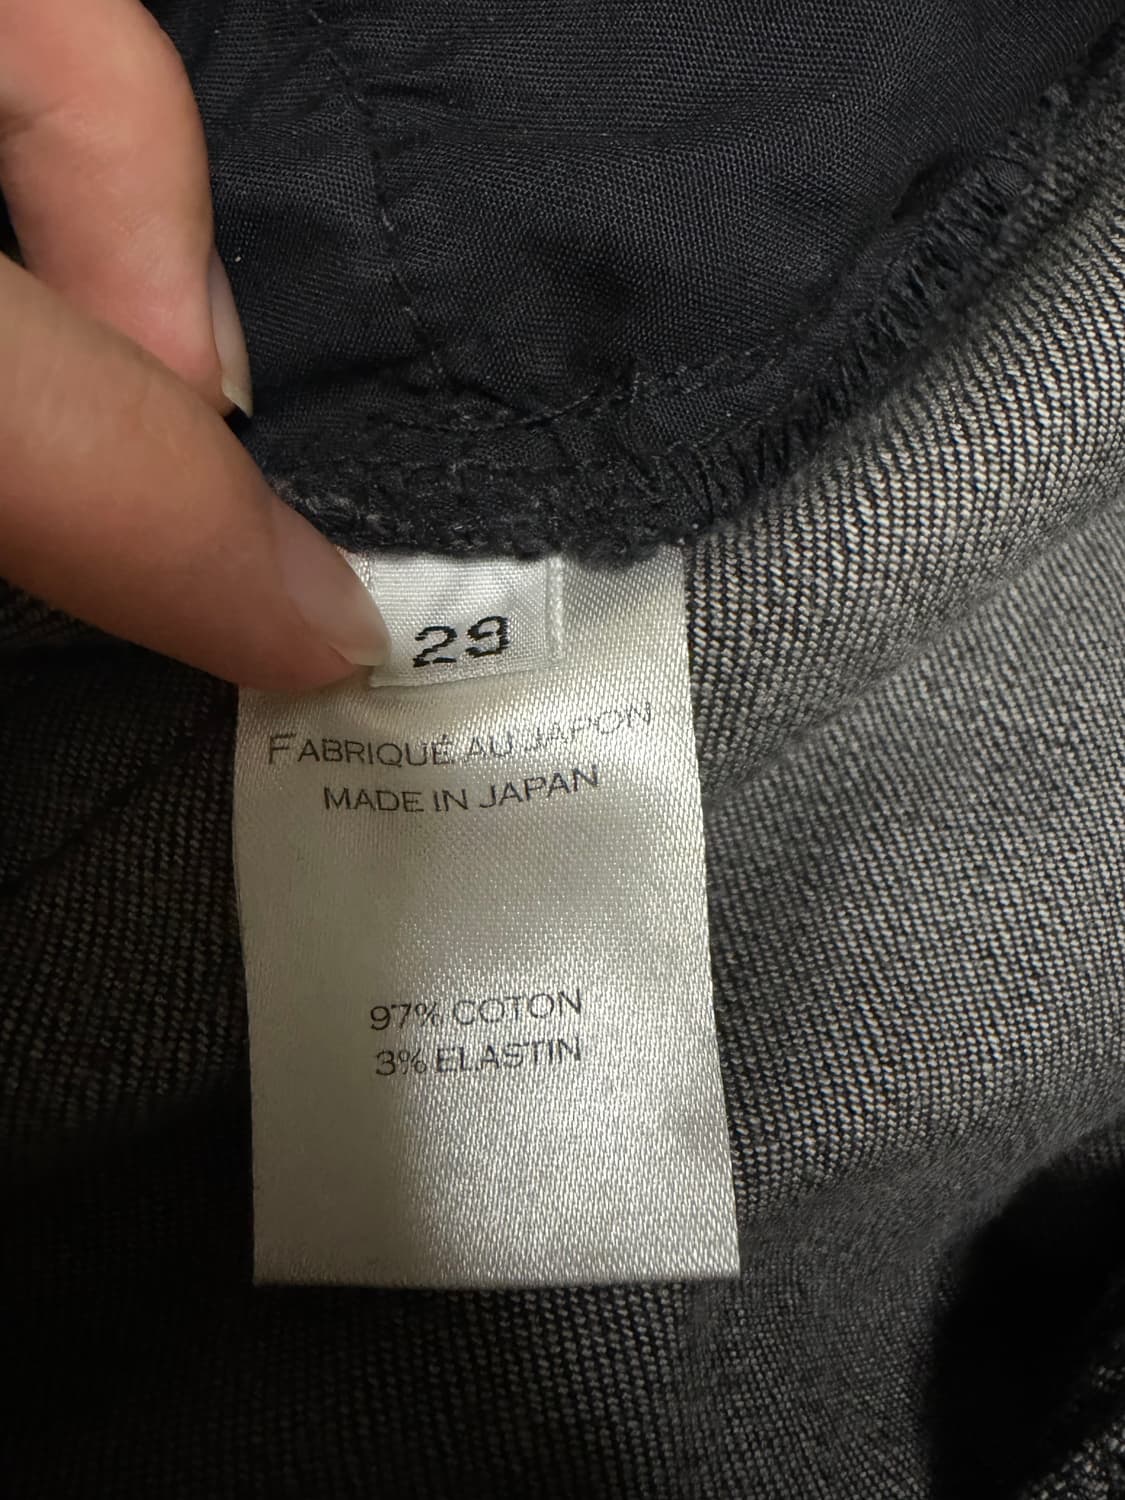 29
FABRIQUÉ AU JAPON
MADE IN JAPAN
97% COTON
3% ELASTIN